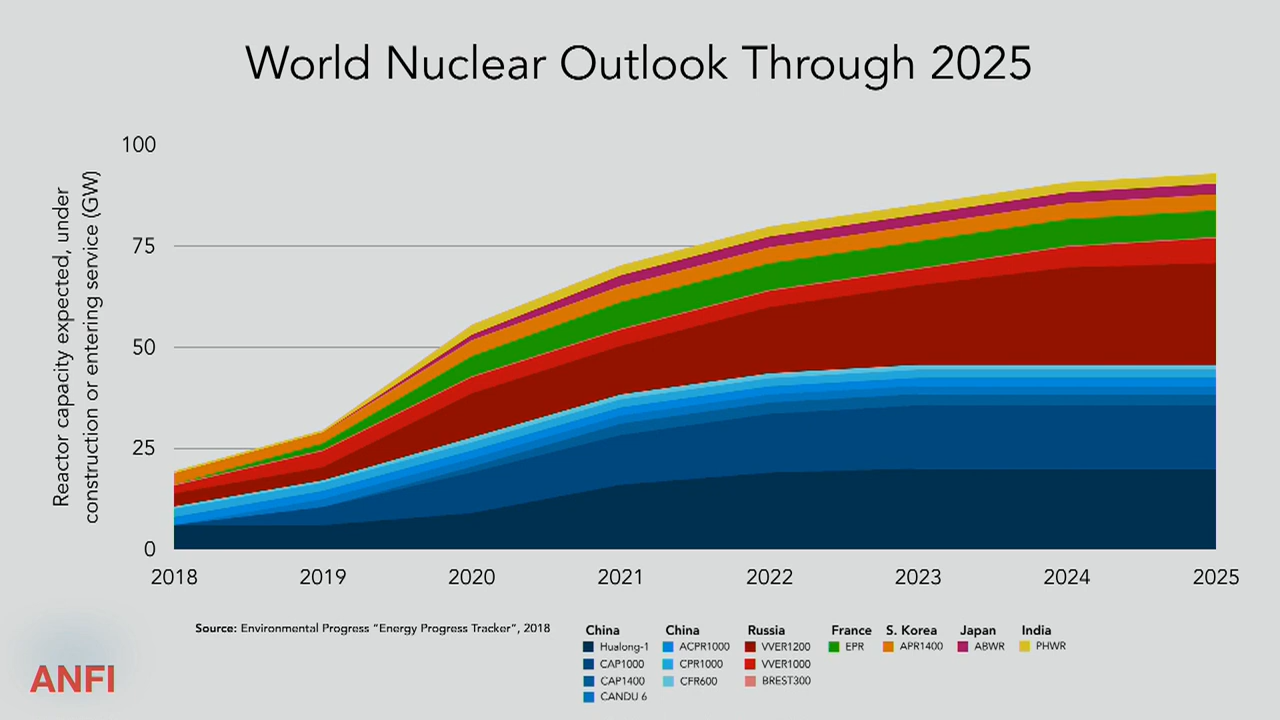 World Nuclear Outlook Through 2025
Reactor capacity expected, under
construction or entering service (GW)
100
75
50
25
0
2018 2019 2020 2021 2022 2023 2024 2025
Source: Environmental Progress "Energy Progress Tracker", 2018
China China Russia France S. Korea Japan India
Hualong-1 ACPR1000 VVER1200 EPR APR1400 ABWR PHWR
CAP1000 CPR1000 VVER1000
CAP1400 CFR600 BREST300
CANDU 6
ANFI